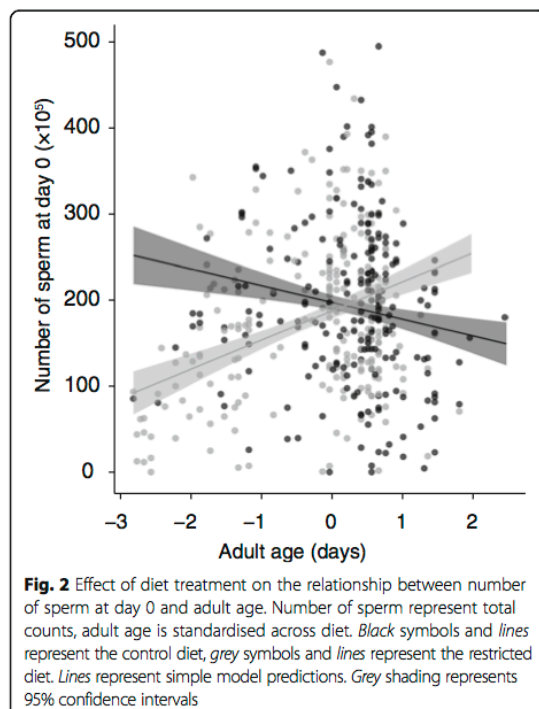 500
400
300
200
100
0
Number of sperm at day 0 (×10⁵)
−3 −2 −1 0 1 2
Adult age (days)
Fig. 2 Effect of diet treatment on the relationship between number
of sperm at day 0 and adult age. Number of sperm represent total
counts, adult age is standardised across diet. Black symbols and lines
represent the control diet, grey symbols and lines represent the restricted
diet. Lines represent simple model predictions. Grey shading represents
95% confidence intervals